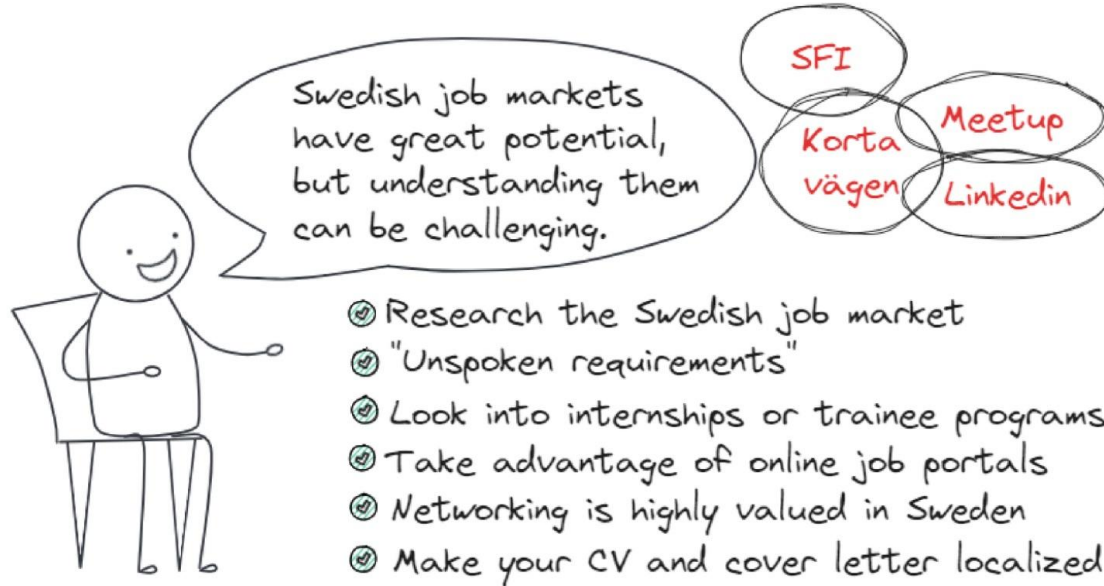 Swedish job markets
have great potential,
but understanding them
can be challenging.
SFI
Korta
vägen
Meetup
Linkedin
Research the Swedish job market
"Unspoken requirements"
Look into internships or trainee programs
Take advantage of online job portals
Networking is highly valued in Sweden
Make your CV and cover letter localized